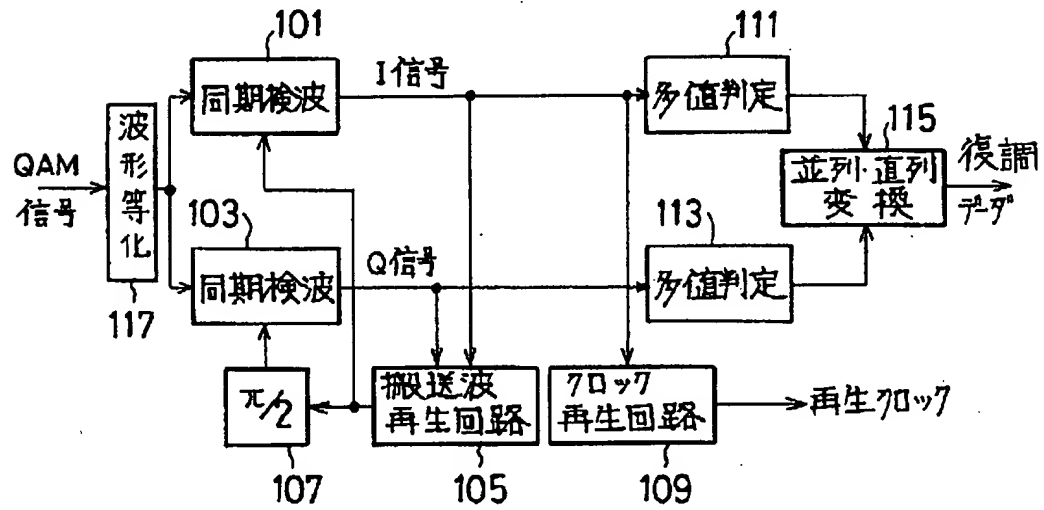 101
同期検波
I信号
111
多値判定
115
並列・直列
変換
復調
データ
QAM
信号
波形等化
117
103
同期検波
Q信号
113
多値判定
π/2
107
搬送波
再生回路
105
クロック
再生回路
109
再生クロック